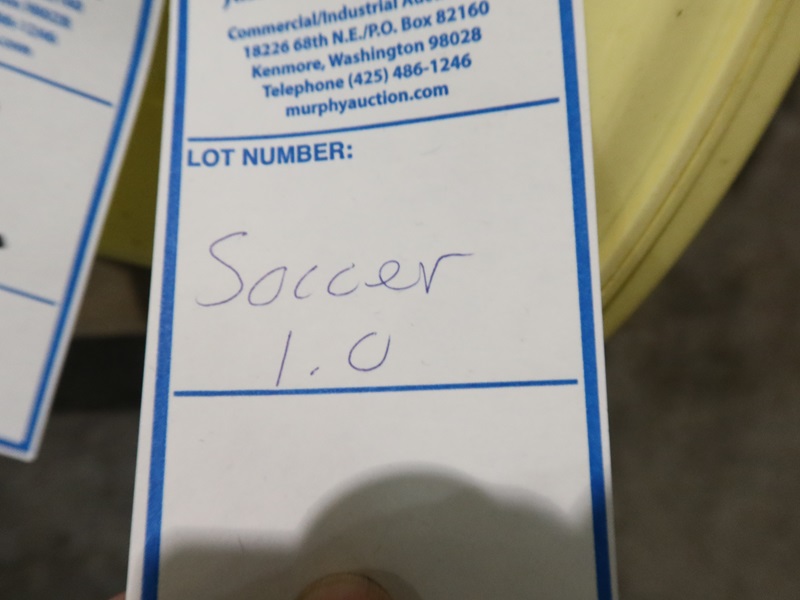 Commercial/Industrial
18226 68th N.E./P.O. Box 82160
Kenmore, Washington 98028
Telephone (425) 486-1246
murphyauction.com
LOT NUMBER:
Soccer
1.0